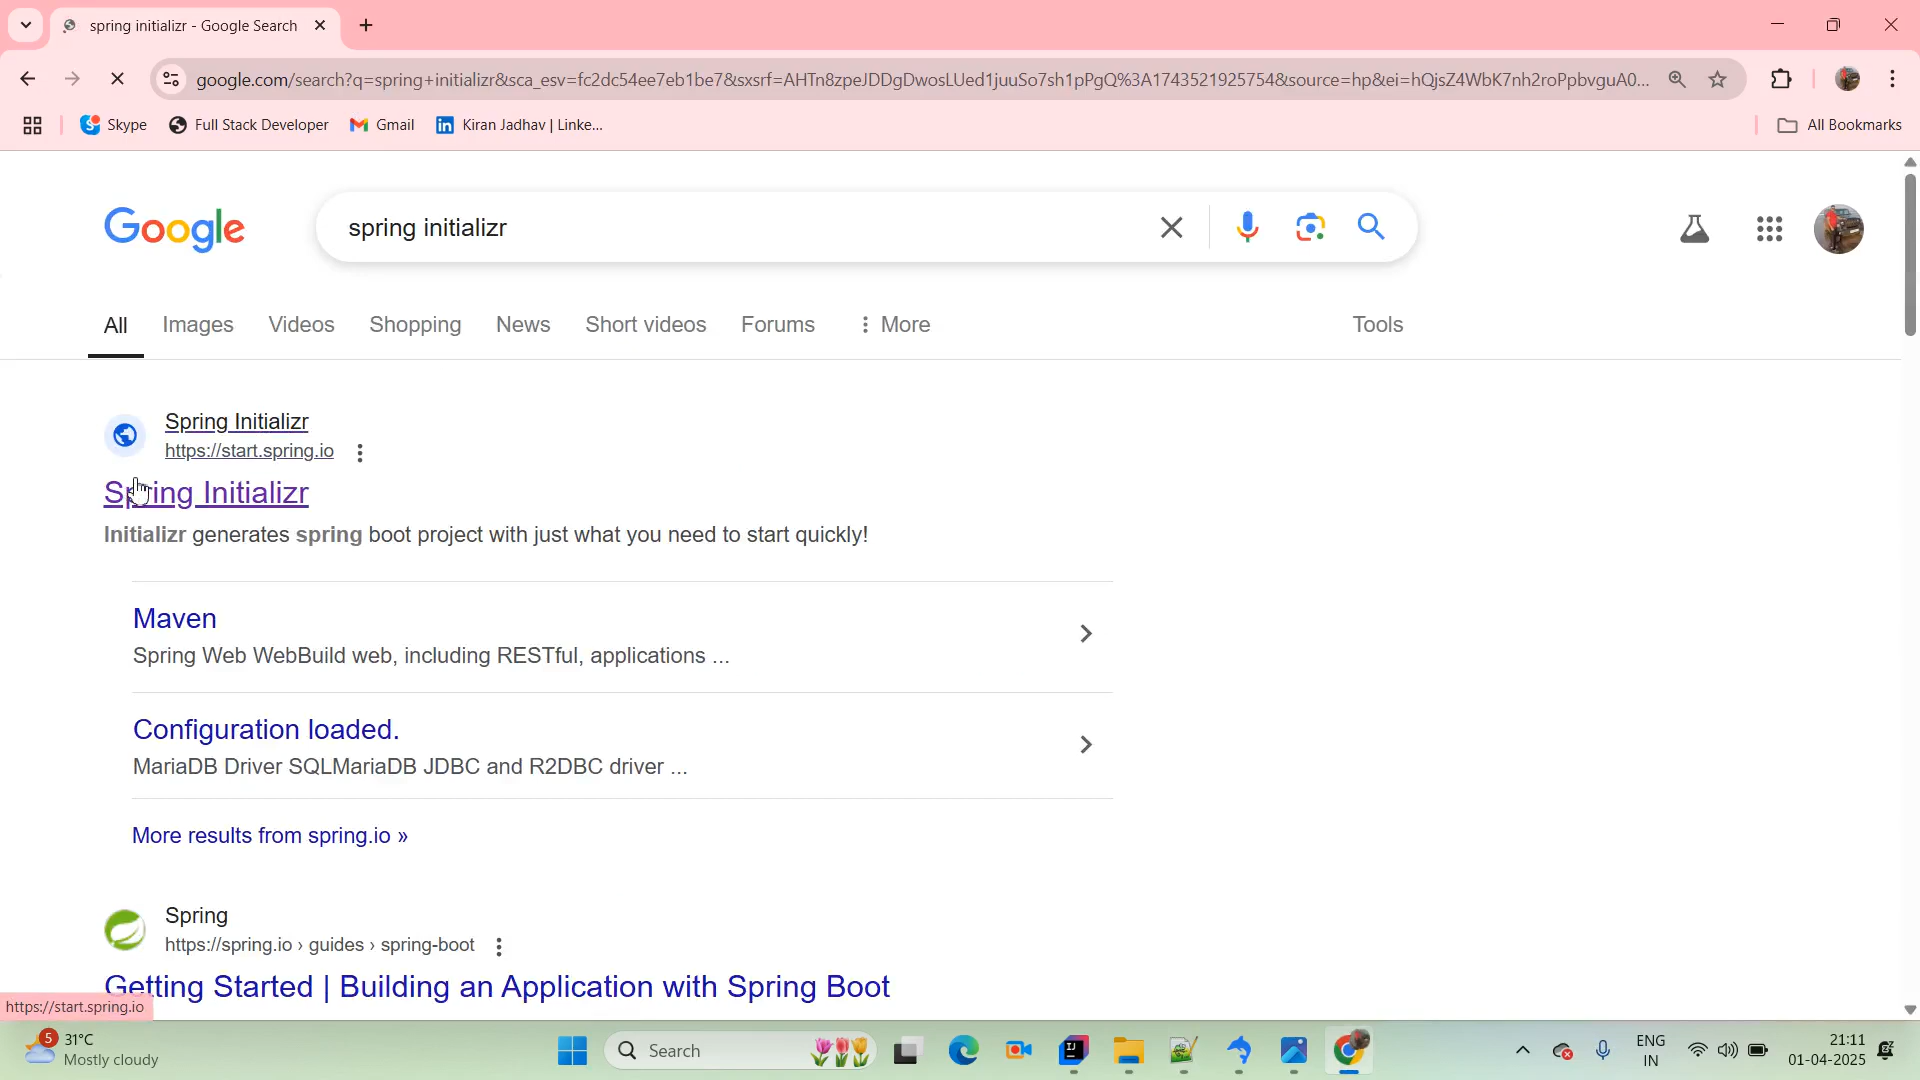 spring initializr - Google Search
google.com/search?q=spring+initializr&sca_esv=fc2dc54ee7eb1be7&sxsrf=AHTn8zpeJDDgDwosLUed1juuSo7sh1pPgQ%3A1743521925754&source=hp&ei=hQjsZ4WbK7nh2roPpbvguA0...
Skype
Full Stack Developer
Gmail
Kiran Jadhav | Linke...
All Bookmarks
Google
spring initializr
All
Images
Videos
Shopping
News
Short videos
Forums
More
Tools
Spring Initializr
https://start.spring.io
Spring Initializr
Initializr generates spring boot project with just what you need to start quickly!
Maven
Spring Web WebBuild web, including RESTful, applications ...
Configuration loaded.
MariaDB Driver SQLMariaDB JDBC and R2DBC driver ...
More results from spring.io »
Spring
https://spring.io › guides › spring-boot
Getting Started | Building an Application with Spring Boot
https://start.spring.io
5
31°C
Mostly cloudy
Search
IJ
ENG
IN
21:11
01-04-2025